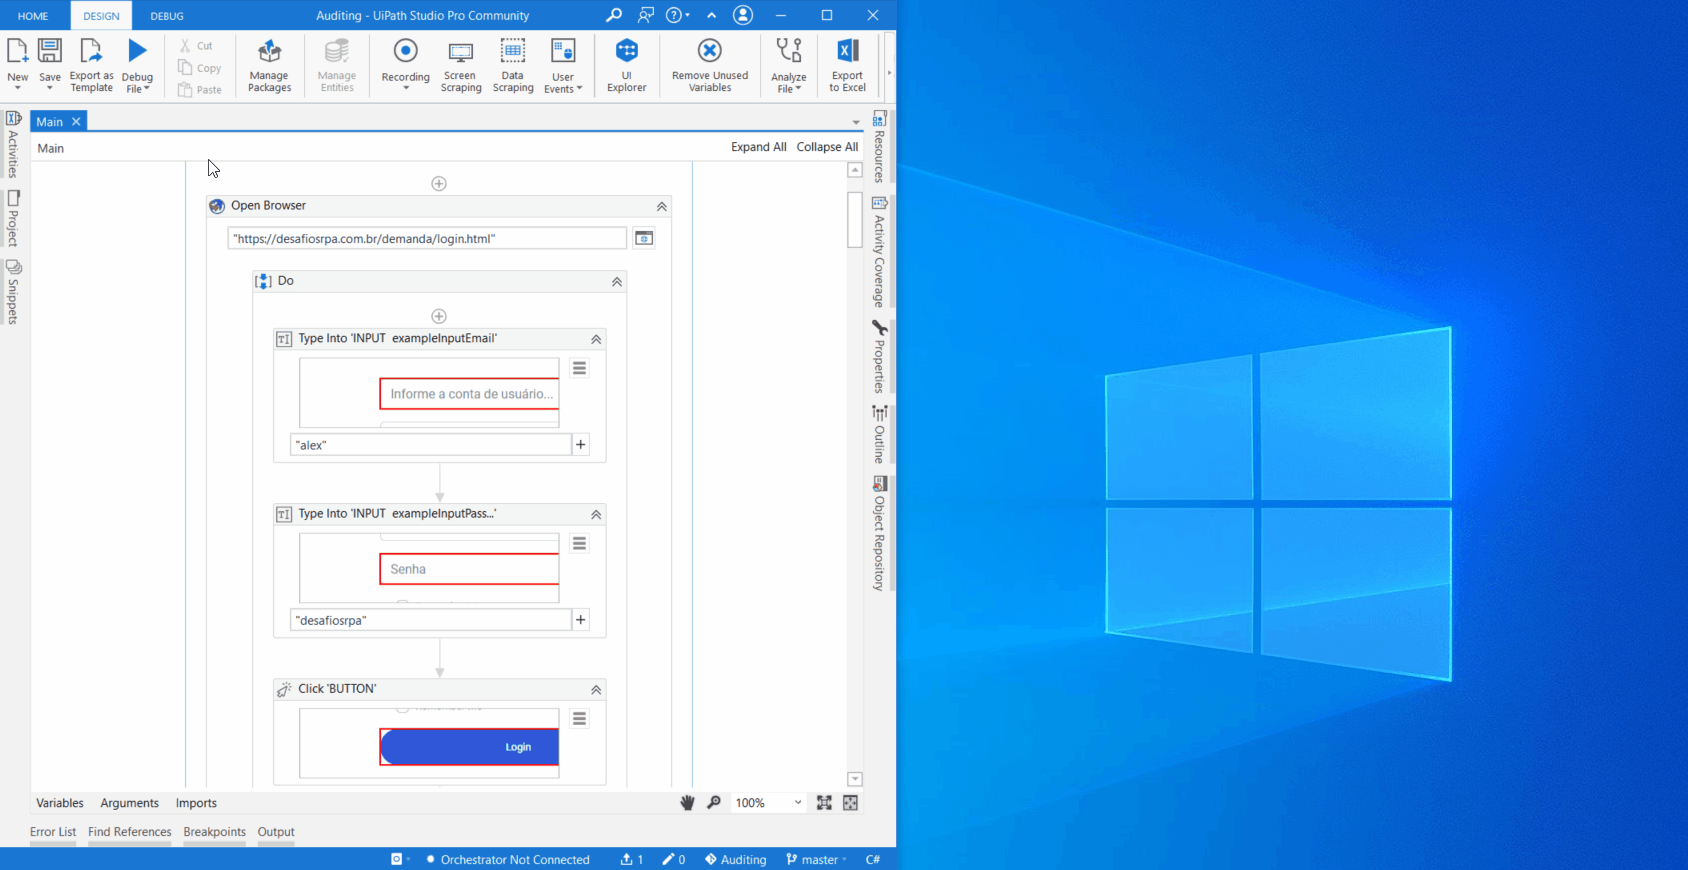 HOME DESIGN DEBUG Auditing - UiPath Studio Pro Community
New Save Export as Template Debug File Cut Copy Paste Manage Packages Manage Entities Recording Screen Scraping Data Scraping User Events UI Explorer Remove Unused Variables Analyze File Export to Excel
Main
Main Expand All Collapse All
Activities
Project
Snippets
Open Browser
"https://desafiosrpa.com.br/demanda/login.html"
Do
Type Into 'INPUT exampleInputEmail'
Informe a conta de usuário...
"alex"
Type Into 'INPUT exampleInputPass...'
Senha
"desafiosrpa"
Click 'BUTTON'
Login
Resources
Activity Coverage
Properties
Outline
Object Repository
Variables Arguments Imports 100%
Error List Find References Breakpoints Output
Orchestrator Not Connected 1 0 Auditing master C#